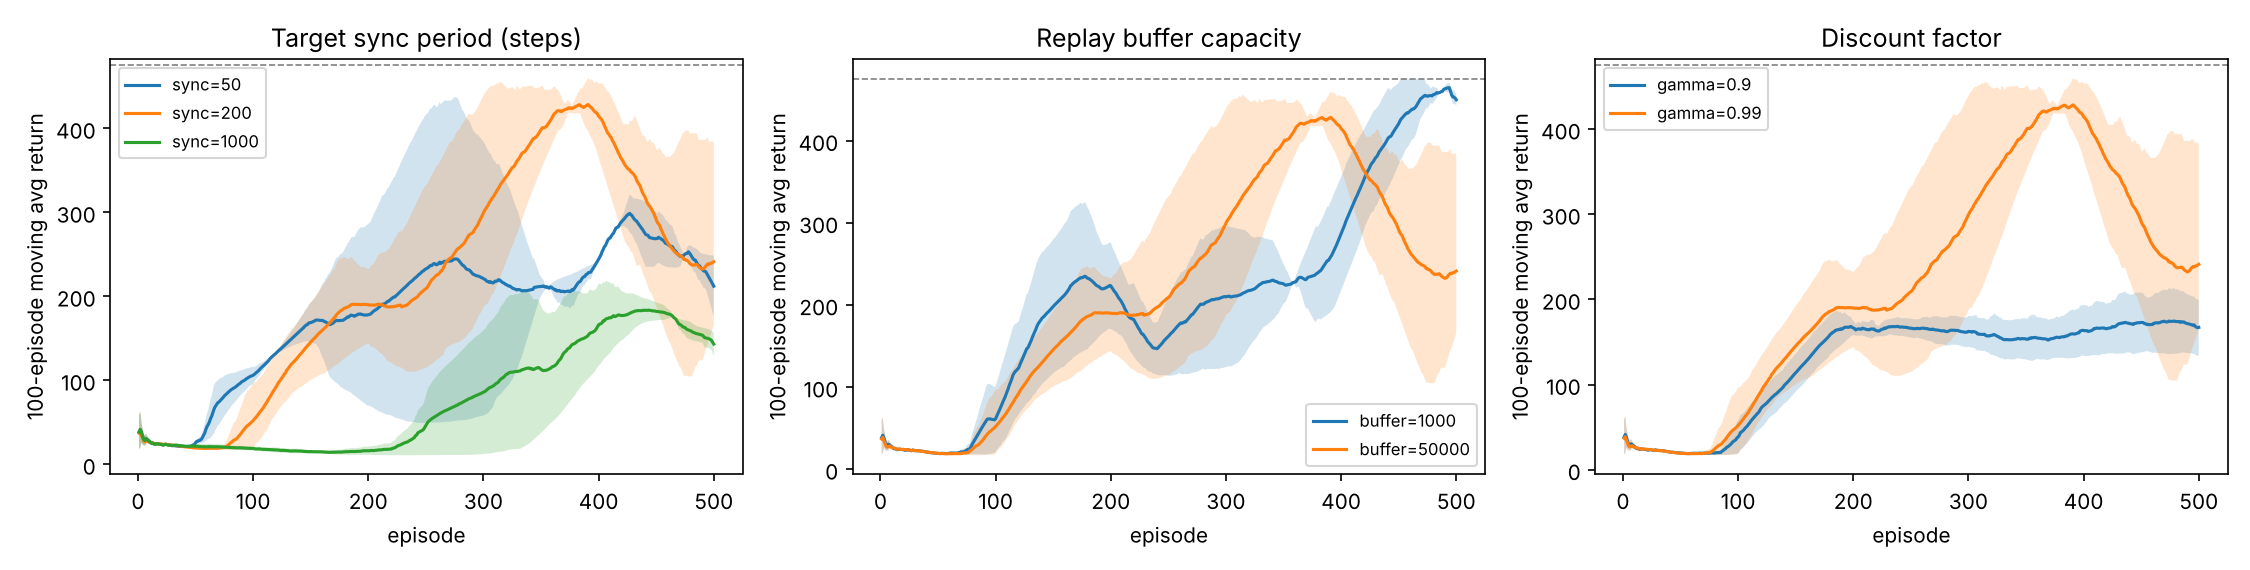 Target sync period (steps)
sync=50
sync=200
sync=1000
100-episode moving avg return
400
300
200
100
0
0 100 200 300 400 500
episode
Replay buffer capacity
100-episode moving avg return
400
300
200
100
0
buffer=1000
buffer=50000
0 100 200 300 400 500
episode
Discount factor
gamma=0.9
gamma=0.99
100-episode moving avg return
400
300
200
100
0
0 100 200 300 400 500
episode